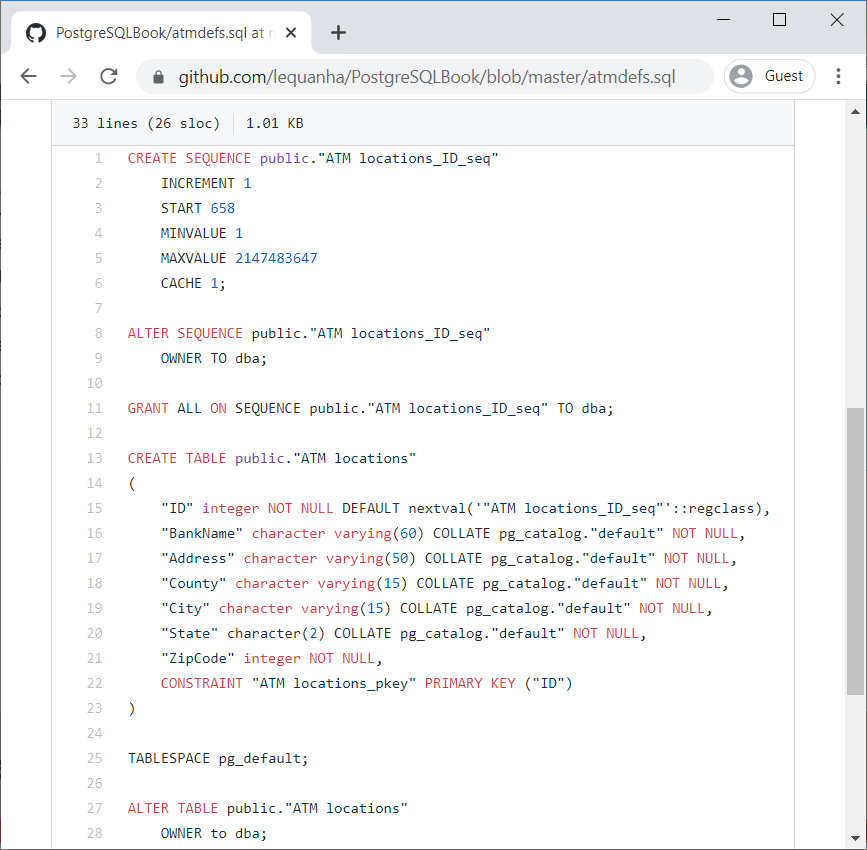 PostgreSQLBook/atmdefs.sql at
github.com/lequanha/PostgreSQLBook/blob/master/atmdefs.sql
Guest
33 lines (26 sloc) 1.01 KB
1 CREATE SEQUENCE public."ATM locations_ID_seq"
2 INCREMENT 1
3 START 658
4 MINVALUE 1
5 MAXVALUE 2147483647
6 CACHE 1;
7
8 ALTER SEQUENCE public."ATM locations_ID_seq"
9 OWNER TO dba;
10
11 GRANT ALL ON SEQUENCE public."ATM locations_ID_seq" TO dba;
12
13 CREATE TABLE public."ATM locations"
14 (
15 "ID" integer NOT NULL DEFAULT nextval('"ATM locations_ID_seq"'::regclass),
16 "BankName" character varying(60) COLLATE pg_catalog."default" NOT NULL,
17 "Address" character varying(50) COLLATE pg_catalog."default" NOT NULL,
18 "County" character varying(15) COLLATE pg_catalog."default" NOT NULL,
19 "City" character varying(15) COLLATE pg_catalog."default" NOT NULL,
20 "State" character(2) COLLATE pg_catalog."default" NOT NULL,
21 "ZipCode" integer NOT NULL,
22 CONSTRAINT "ATM locations_pkey" PRIMARY KEY ("ID")
23 )
24
25 TABLESPACE pg_default;
26
27 ALTER TABLE public."ATM locations"
28 OWNER to dba;